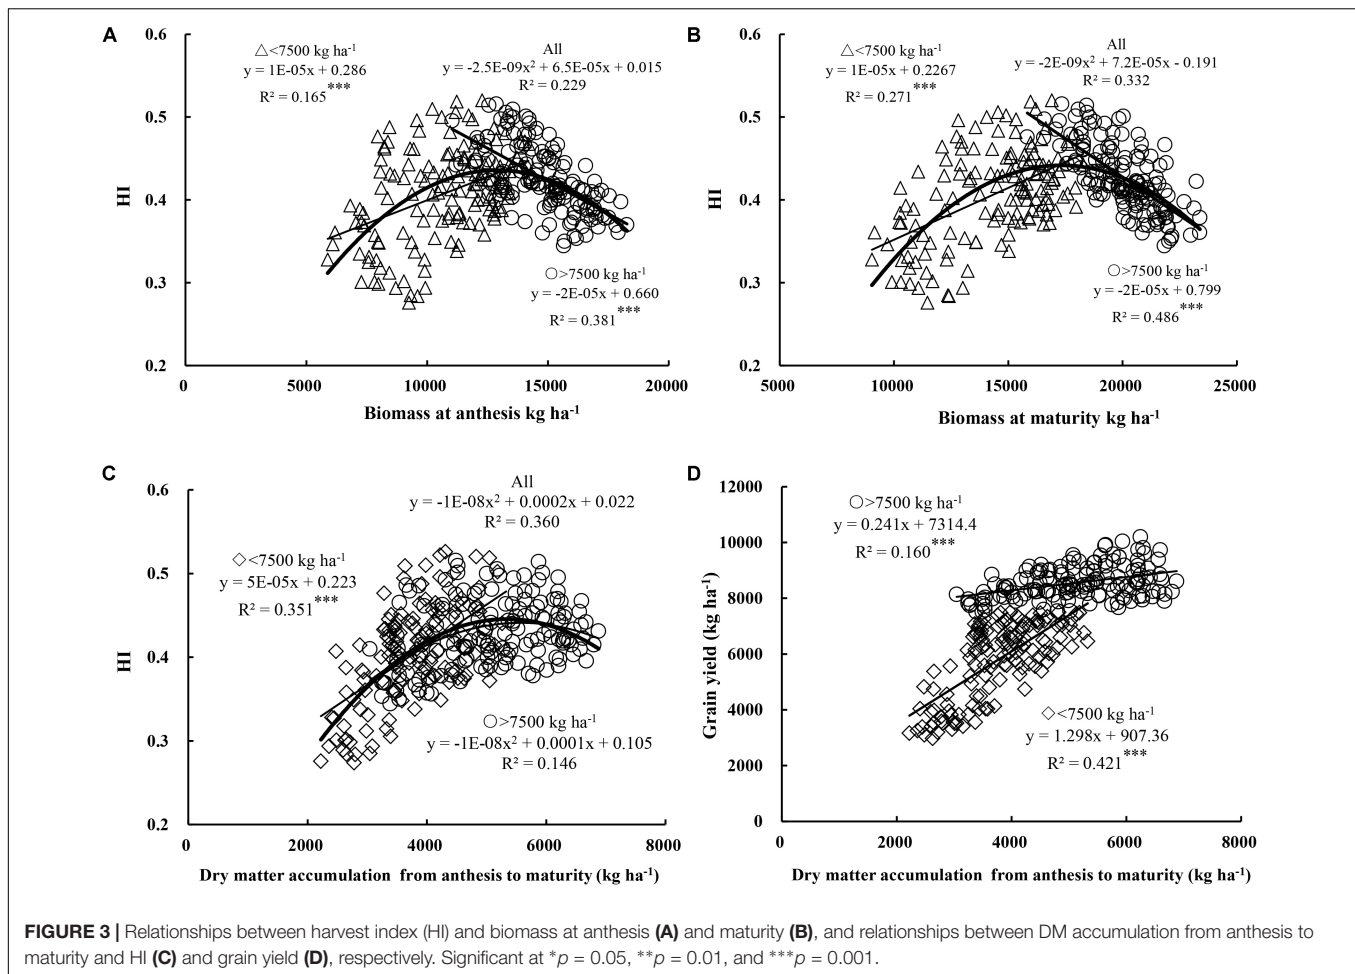 A
0.6
0.5
0.4
0.3
0.2
HI
△<7500 kg ha-1
y = 1E-05x + 0.286
R² = 0.165***
All
y = -2.5E-09x² + 6.5E-05x + 0.015
R² = 0.229
○>7500 kg ha-1
y = -2E-05x + 0.660
R² = 0.381***
0 5000 10000 15000 20000
Biomass at anthesis kg ha-1
B
0.6
0.5
0.4
0.3
0.2
HI
△<7500 kg ha-1
y = 1E-05x + 0.2267
R² = 0.271***
All
y = -2E-09x² + 7.2E-05x - 0.191
R² = 0.332
○>7500 kg ha-1
y = -2E-05x + 0.799
R² = 0.486***
5000 10000 15000 20000 25000
Biomass at maturity kg ha-1
C
0.6
0.5
0.4
0.3
0.2
HI
All
y = -1E-08x² + 0.0002x + 0.022
R² = 0.360
◇<7500 kg ha-1
y = 5E-05x + 0.223
R² = 0.351***
○>7500 kg ha-1
y = -1E-08x² + 0.0001x + 0.105
R² = 0.146
0 2000 4000 6000 8000
Dry matter accumulation from anthesis to maturity (kg ha-1)
D
12000
10000
8000
6000
4000
2000
0
Grain yield (kg ha-1)
○>7500 kg ha-1
y = 0.241x + 7314.4
R² = 0.160***
◇<7500 kg ha-1
y = 1.298x + 907.36
R² = 0.421***
0 2000 4000 6000 8000
Dry matter accumulation from anthesis to maturity (kg ha-1)
FIGURE 3 | Relationships between harvest index (HI) and biomass at anthesis (A) and maturity (B), and relationships between DM accumulation from anthesis to
maturity and HI (C) and grain yield (D), respectively. Significant at *p = 0.05, **p = 0.01, and ***p = 0.001.